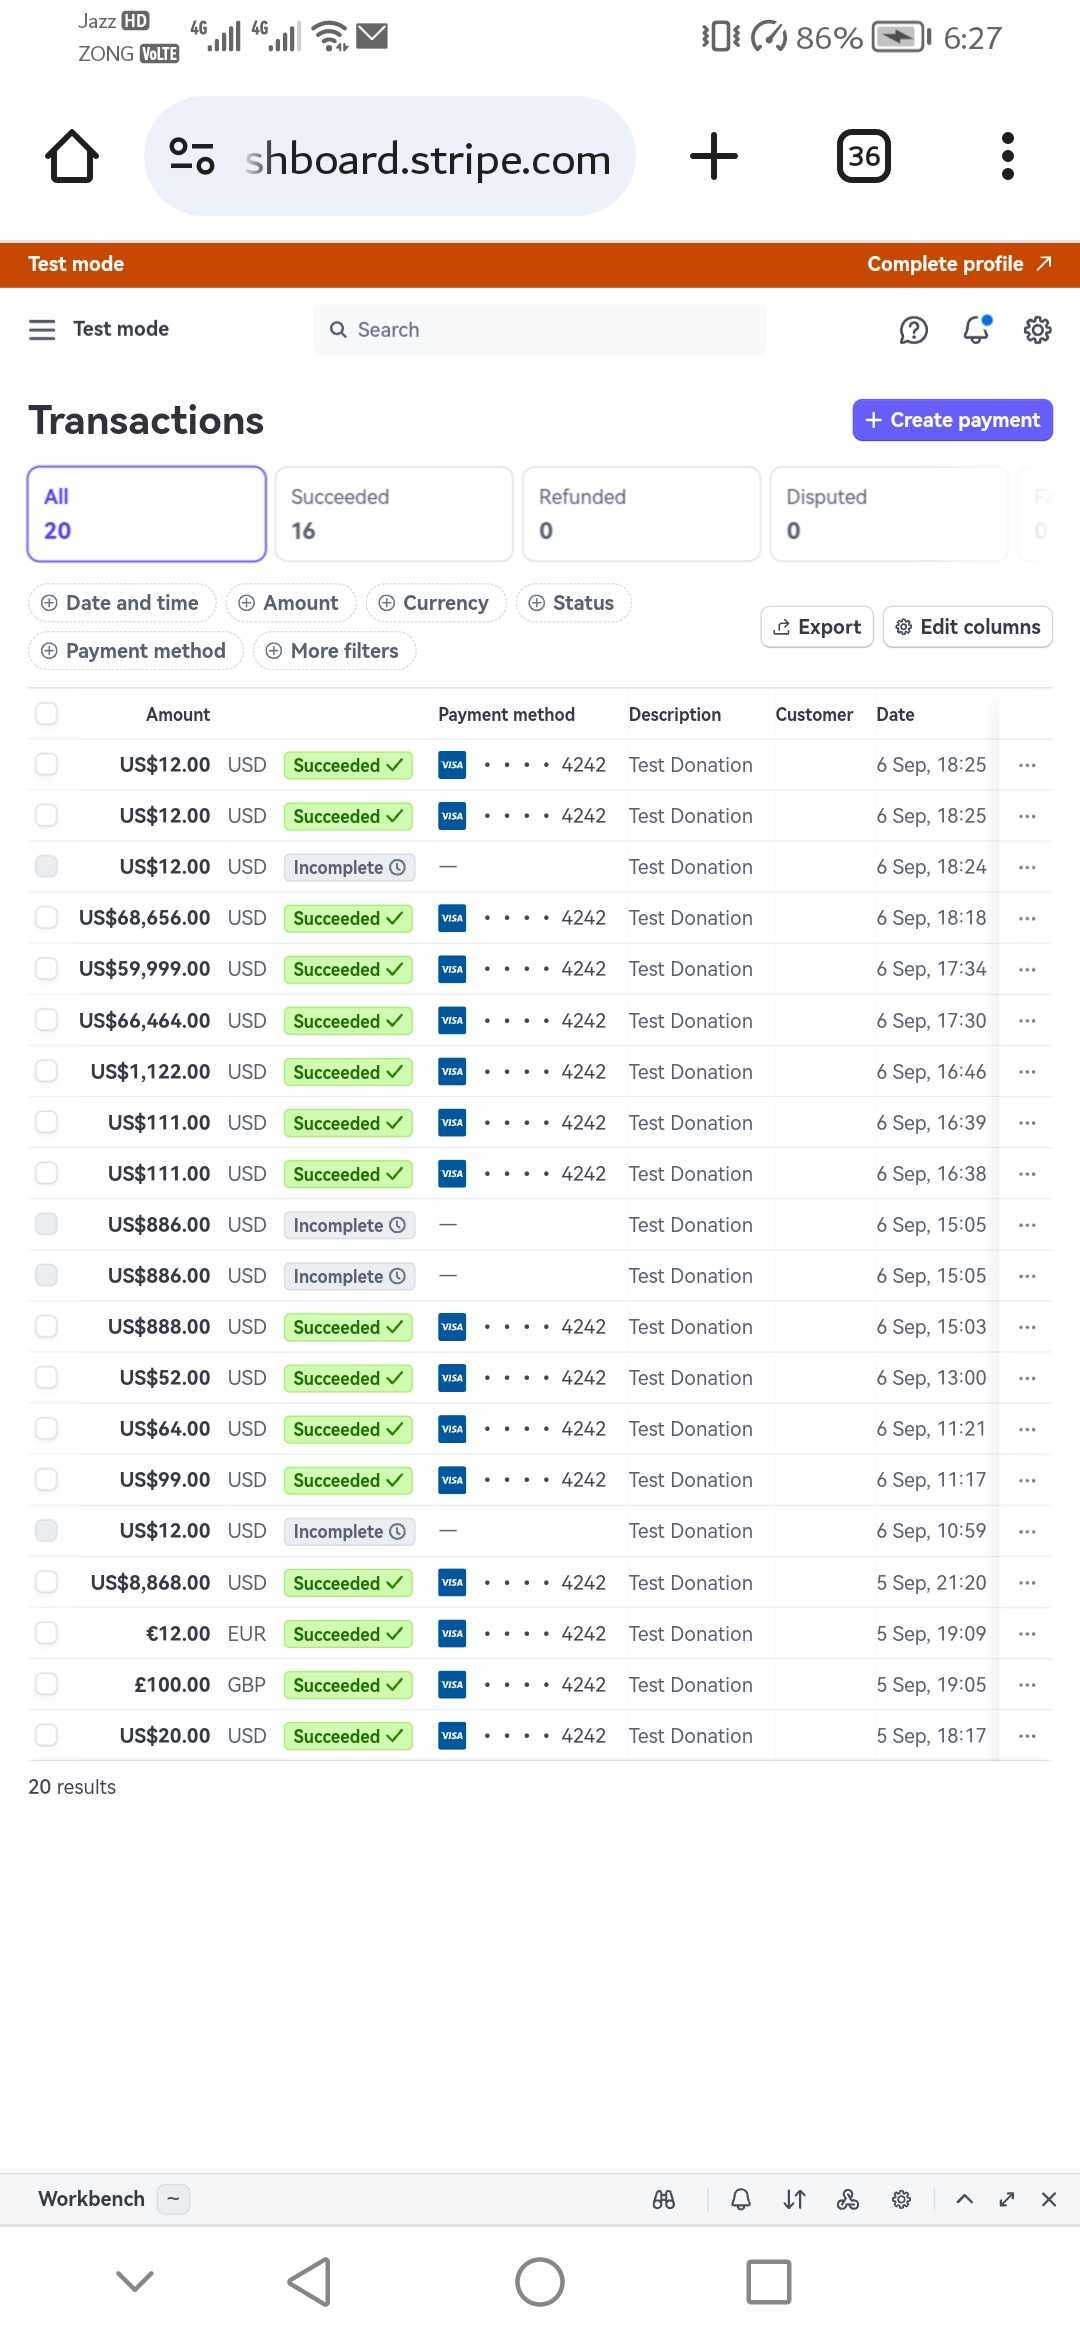 Jazz HD
ZONG VoLTE
4G 4G 86% 6:27
shboard.stripe.com
36
Test mode Complete profile
Test mode Search
Transactions + Create payment
All Succeeded Refunded Disputed
20 16 0 0 0
Date and time Amount Currency Status
Export Edit columns
Payment method More filters
Amount Payment method Description Customer Date
US$12.00 USD Succeeded VISA • • • • 4242 Test Donation 6 Sep, 18:25 ...
US$12.00 USD Succeeded VISA • • • • 4242 Test Donation 6 Sep, 18:25 ...
US$12.00 USD Incomplete — Test Donation 6 Sep, 18:24 ...
US$68,656.00 USD Succeeded VISA • • • • 4242 Test Donation 6 Sep, 18:18 ...
US$59,999.00 USD Succeeded VISA • • • • 4242 Test Donation 6 Sep, 17:34 ...
US$66,464.00 USD Succeeded VISA • • • • 4242 Test Donation 6 Sep, 17:30 ...
US$1,122.00 USD Succeeded VISA • • • • 4242 Test Donation 6 Sep, 16:46 ...
US$111.00 USD Succeeded VISA • • • • 4242 Test Donation 6 Sep, 16:39 ...
US$111.00 USD Succeeded VISA • • • • 4242 Test Donation 6 Sep, 16:38 ...
US$886.00 USD Incomplete — Test Donation 6 Sep, 15:05 ...
US$886.00 USD Incomplete — Test Donation 6 Sep, 15:05 ...
US$888.00 USD Succeeded VISA • • • • 4242 Test Donation 6 Sep, 15:03 ...
US$52.00 USD Succeeded VISA • • • • 4242 Test Donation 6 Sep, 13:00 ...
US$64.00 USD Succeeded VISA • • • • 4242 Test Donation 6 Sep, 11:21 ...
US$99.00 USD Succeeded VISA • • • • 4242 Test Donation 6 Sep, 11:17 ...
US$12.00 USD Incomplete — Test Donation 6 Sep, 10:59 ...
US$8,868.00 USD Succeeded VISA • • • • 4242 Test Donation 5 Sep, 21:20 ...
€12.00 EUR Succeeded VISA • • • • 4242 Test Donation 5 Sep, 19:09 ...
£100.00 GBP Succeeded VISA • • • • 4242 Test Donation 5 Sep, 19:05 ...
US$20.00 USD Succeeded VISA • • • • 4242 Test Donation 5 Sep, 18:17 ...
20 results
Workbench ~